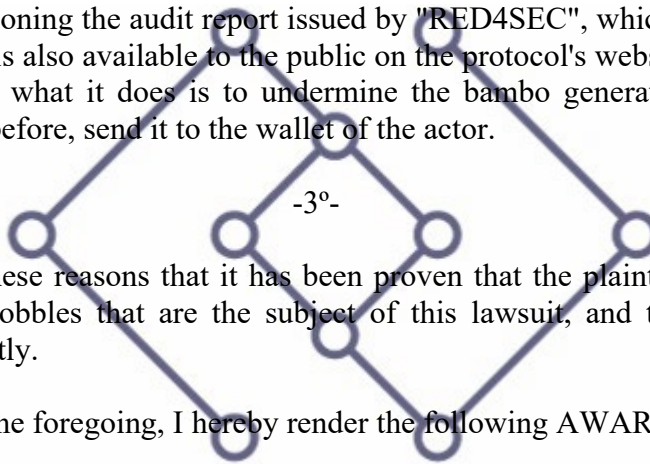 oning the audit report issued by "RED4SEC", whic
s also available to the public on the protocol's webs
what it does is to undermine the bambo generat
efore, send it to the wallet of the actor.
-3º-
ese reasons that it has been proven that the plaint
obbles that are the subject of this lawsuit, and t
tly.
ne foregoing, I hereby render the following AWAR